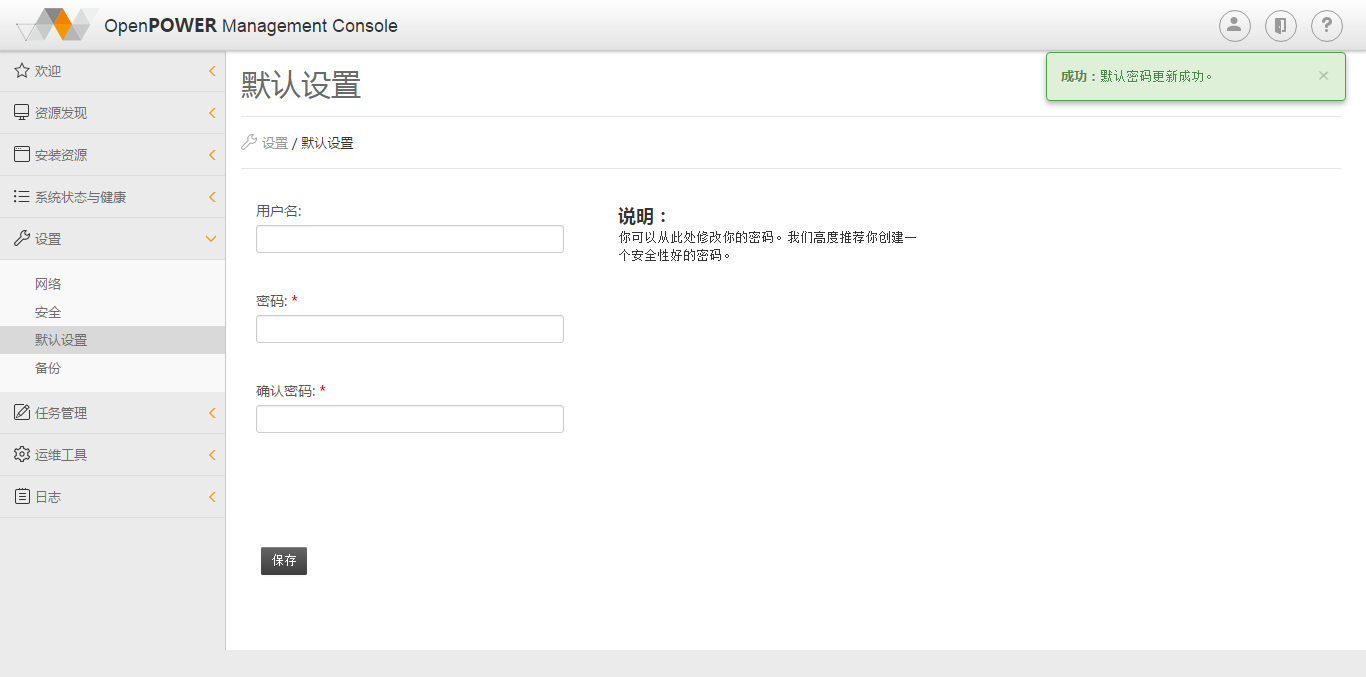 OpenPOWER Management Console
?
成功：默认密码更新成功。 ×
欢迎
资源发现
安装资源
系统状态与健康
设置
网络
安全
默认设置
备份
任务管理
运维工具
日志
默认设置
设置 / 默认设置
用户名:
密码: *
确认密码: *
保存
说明：
你可以从此处修改你的密码。我们高度推荐你创建一
个安全性好的密码。